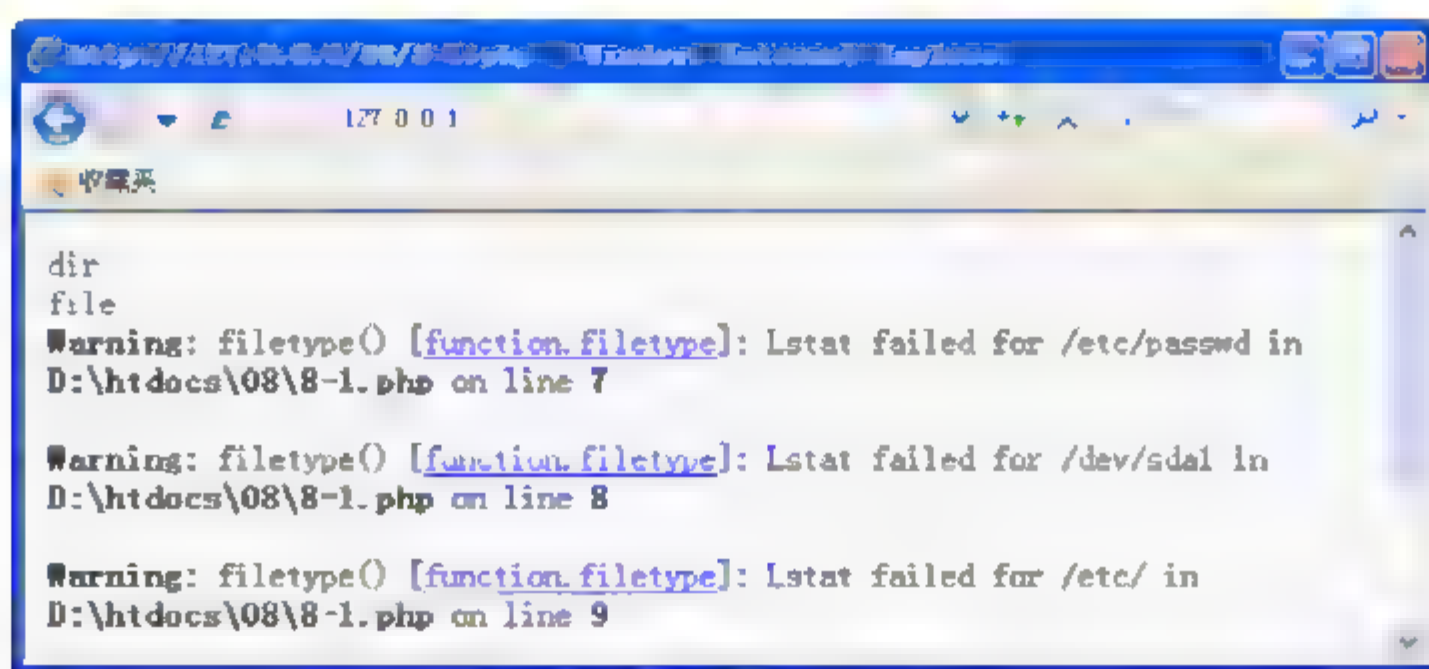 127 0 0 1
收藏夹
dir
file
Warning: filetype() [function.filetype]: Lstat failed for /etc/passwd in
D:\htdocs\08\8-1.php on line 7
Warning: filetype() [function.filetype]: Lstat failed for /dev/sda1 in
D:\htdocs\08\8-1.php on line 8
Warning: filetype() [function.filetype]: Lstat failed for /etc/ in
D:\htdocs\08\8-1.php on line 9